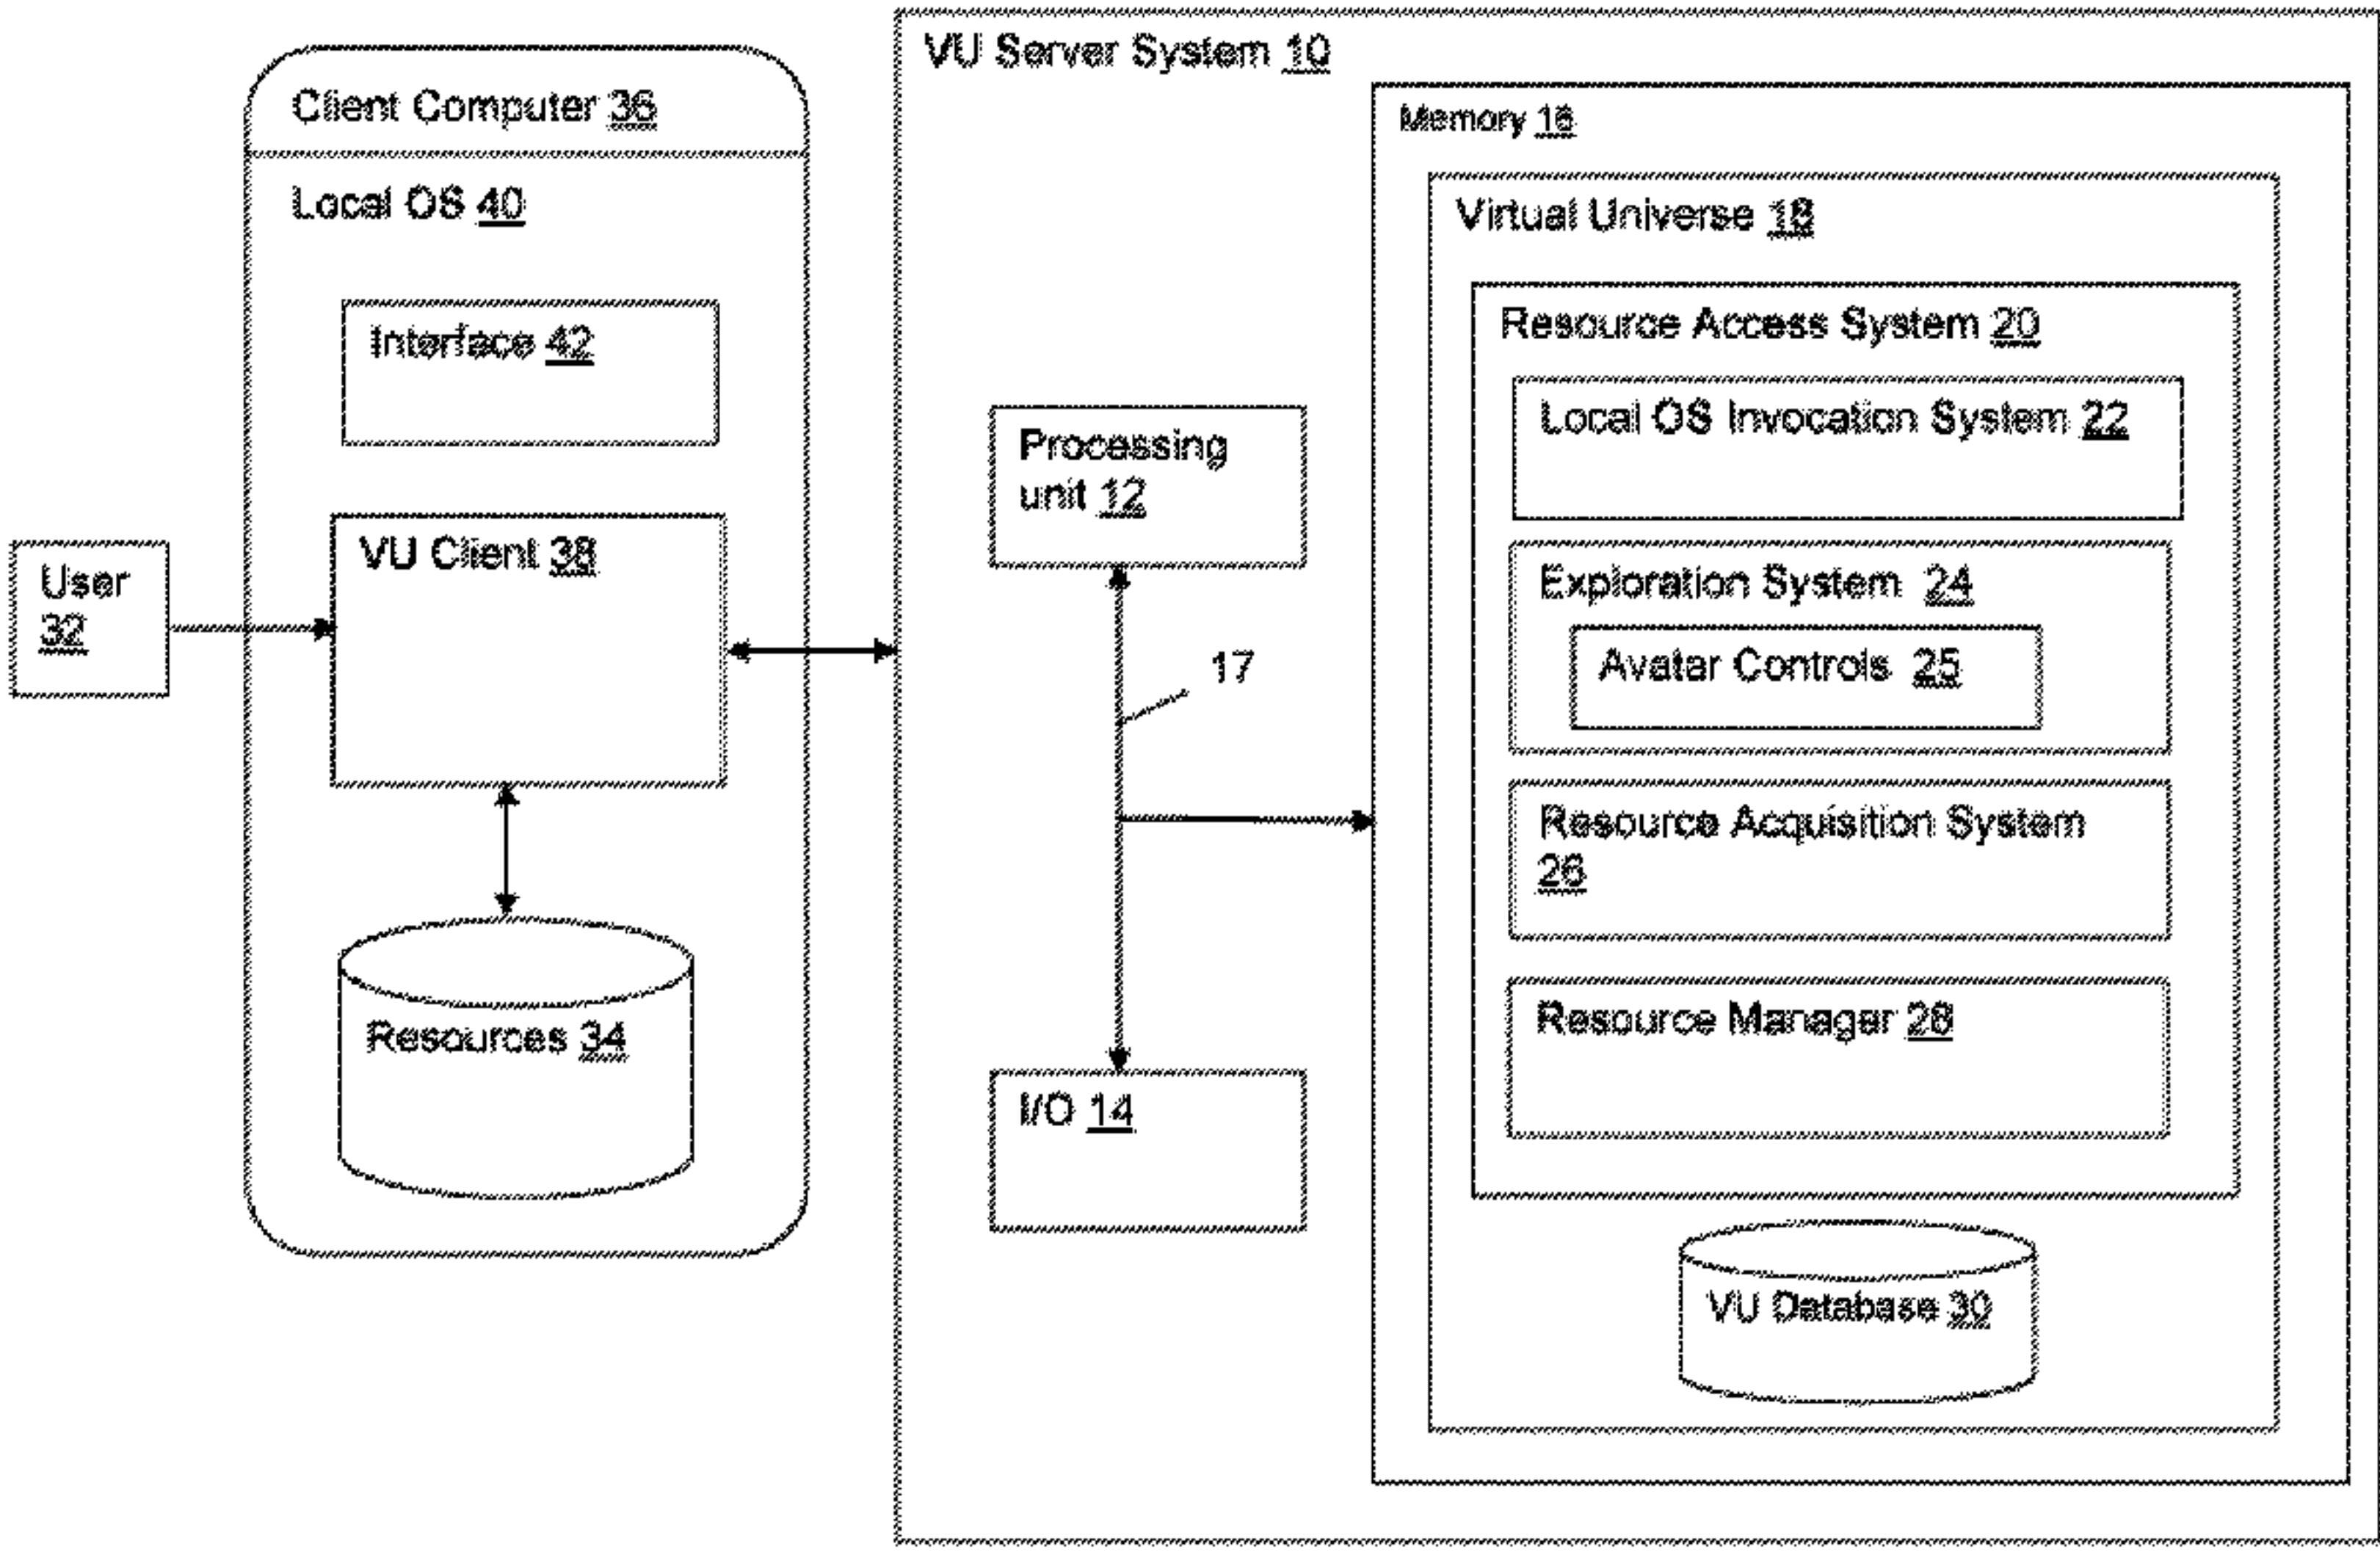 VU Server System 10
Client Computer 36
Memory 16
Local OS 40
Virtual Universe 18
Interface 42
Resource Access System 20
Local OS Invocation System 22
Processing
unit 12
VU Client 38
User
32
Exploration System 24
Avatar Controls 25
17
Resource Acquisition System
26
Resources 34
Resource Manager 28
I/O 14
VU Database 30